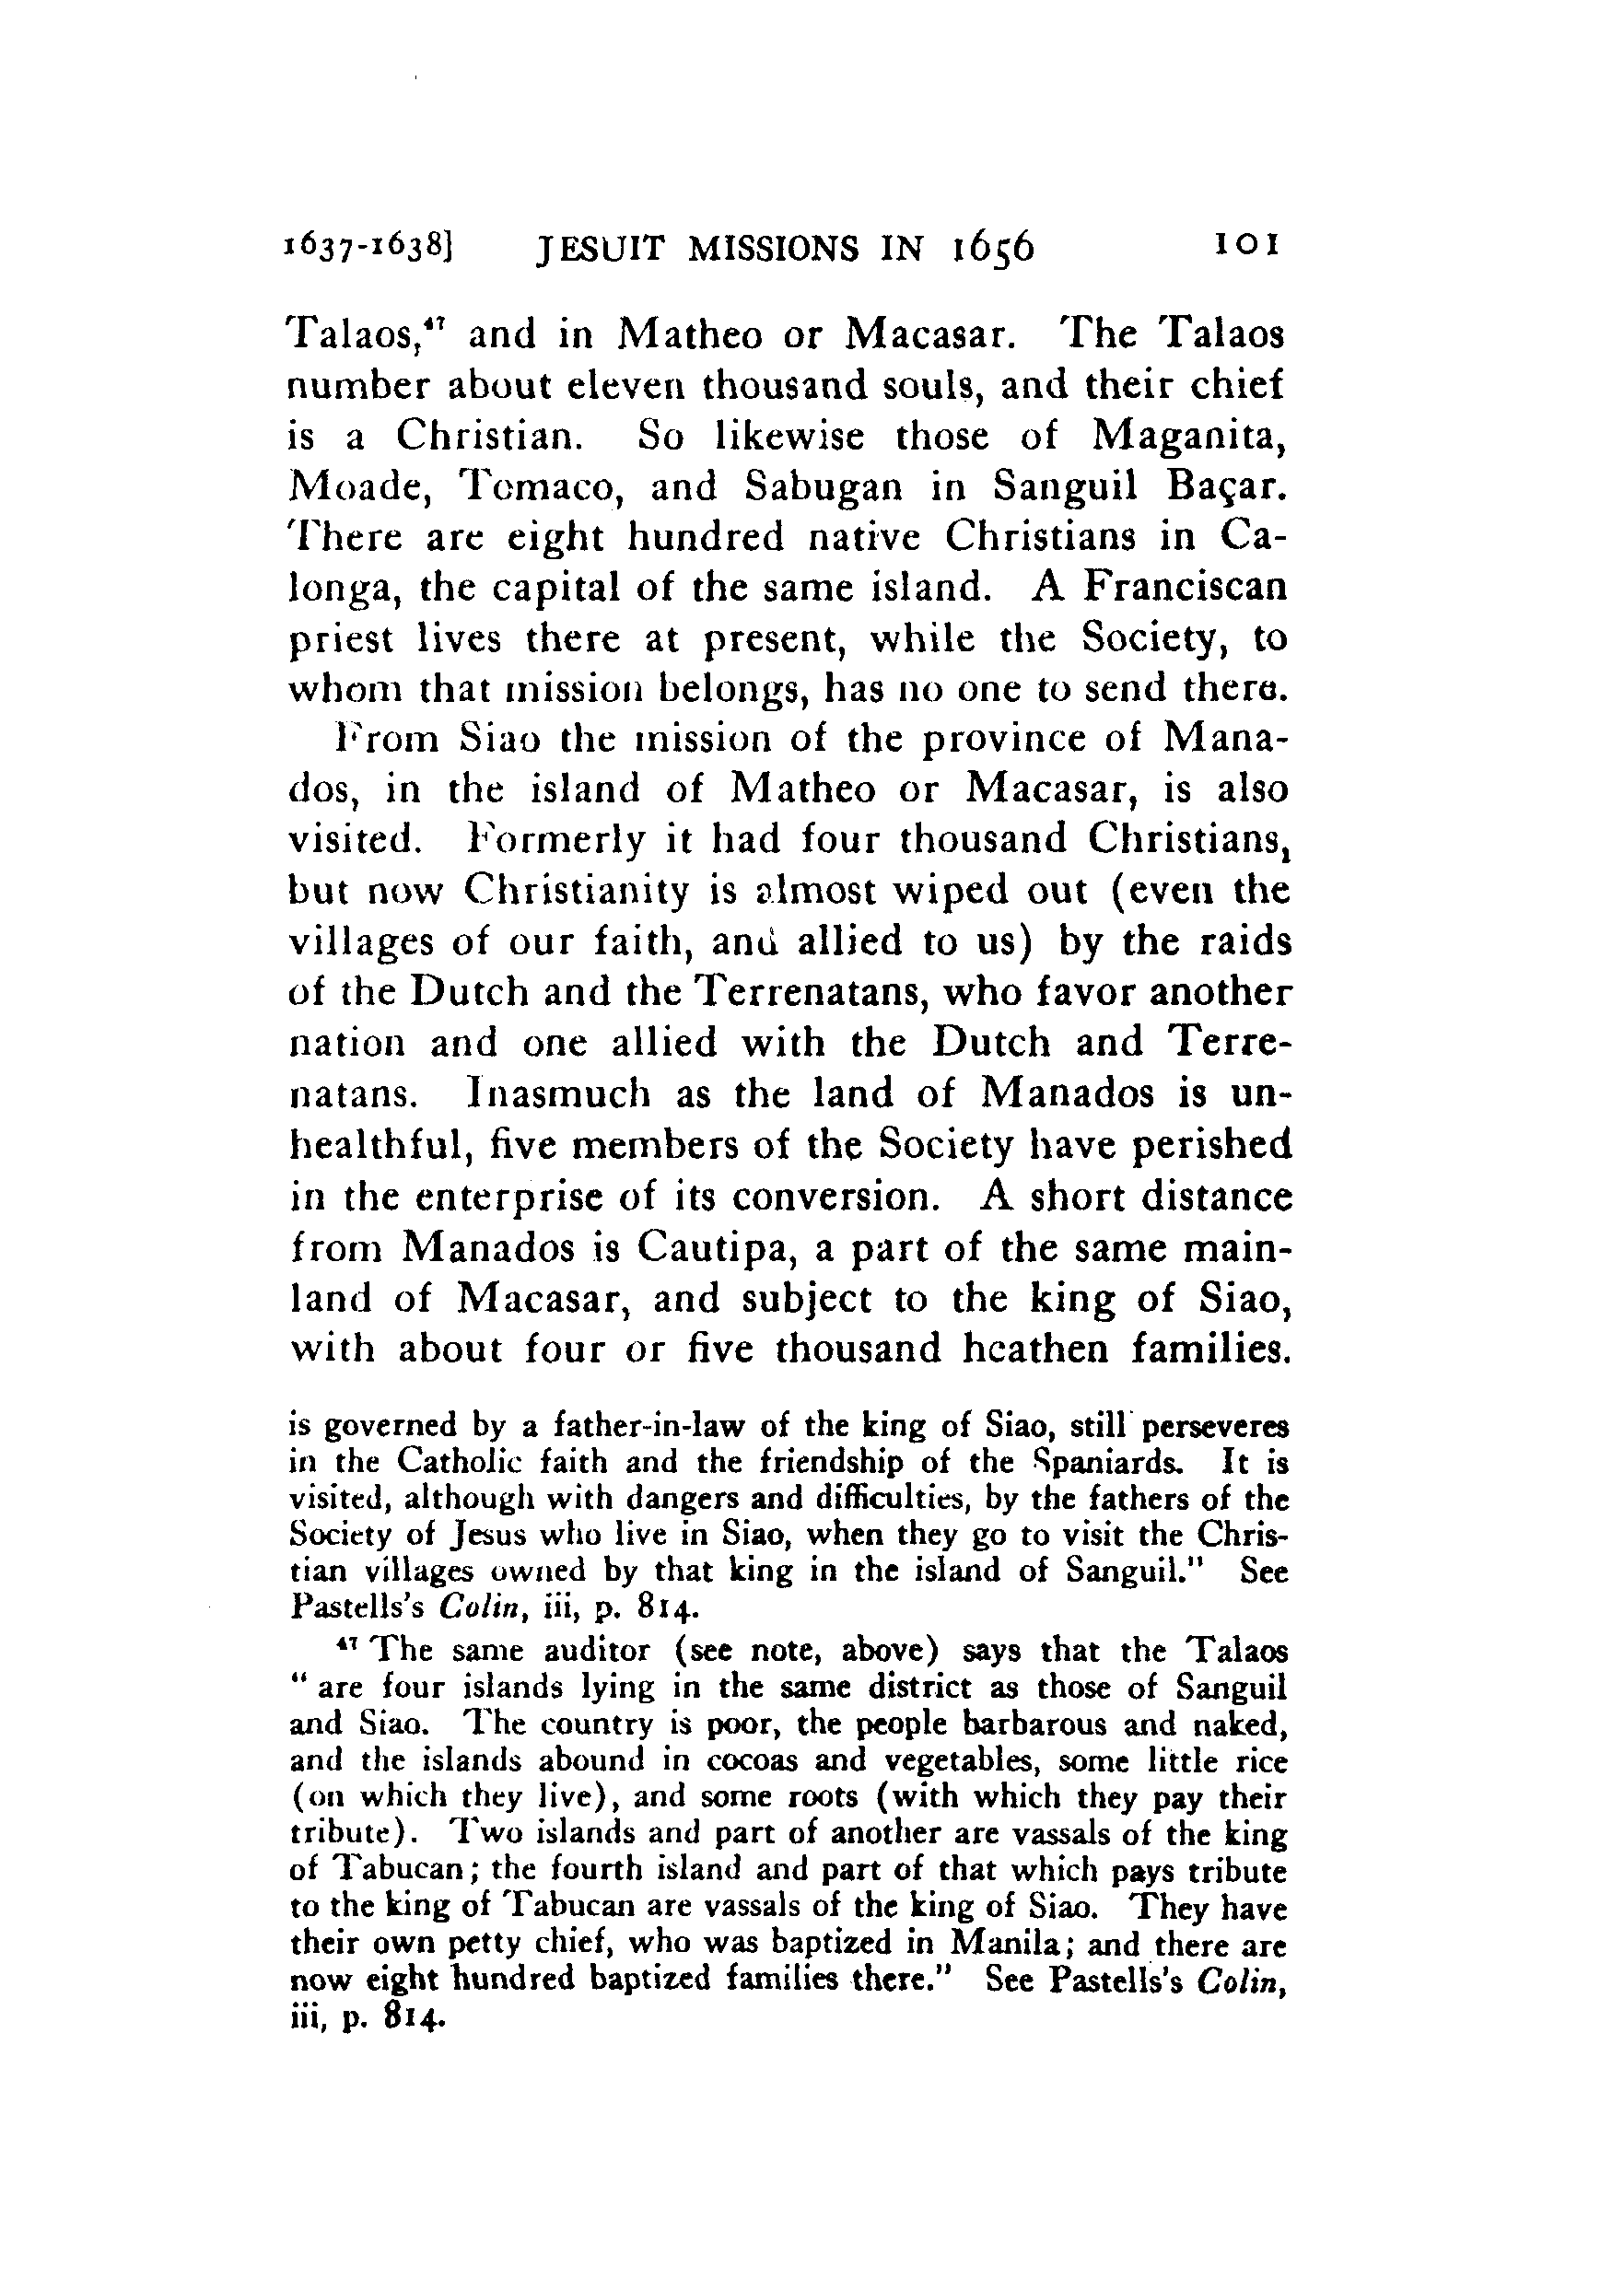 1637-1638] JESUIT MISSIONS IN 1656 101
Talaos,⁴⁷ and in Matheo or Macasar. The Talaos
number about eleven thousand souls, and their chief
is a Christian. So likewise those of Maganita,
Moade, Tomaco, and Sabugan in Sanguil Baçar.
There are eight hundred native Christians in Ca-
longa, the capital of the same island. A Franciscan
priest lives there at present, while the Society, to
whom that mission belongs, has no one to send there.
From Siao the mission of the province of Mana-
dos, in the island of Matheo or Macasar, is also
visited. Formerly it had four thousand Christians,
but now Christianity is almost wiped out (even the
villages of our faith, and allied to us) by the raids
of the Dutch and the Terrenatans, who favor another
nation and one allied with the Dutch and Terre-
natans. Inasmuch as the land of Manados is un-
healthful, five members of the Society have perished
in the enterprise of its conversion. A short distance
from Manados is Cautipa, a part of the same main-
land of Macasar, and subject to the king of Siao,
with about four or five thousand heathen families.
is governed by a father-in-law of the king of Siao, still perseveres
in the Catholic faith and the friendship of the Spaniards. It is
visited, although with dangers and difficulties, by the fathers of the
Society of Jesus who live in Siao, when they go to visit the Chris-
tian villages owned by that king in the island of Sanguil." See
Pastells's Colin, iii, p. 814.
⁴⁷ The same auditor (see note, above) says that the Talaos
" are four islands lying in the same district as those of Sanguil
and Siao. The country is poor, the people barbarous and naked,
and the islands abound in cocoas and vegetables, some little rice
(on which they live), and some roots (with which they pay their
tribute). Two islands and part of another are vassals of the king
of Tabucan; the fourth island and part of that which pays tribute
to the king of Tabucan are vassals of the king of Siao. They have
their own petty chief, who was baptized in Manila; and there are
now eight hundred baptized families there." See Pastells's Colin,
iii, p. 814.